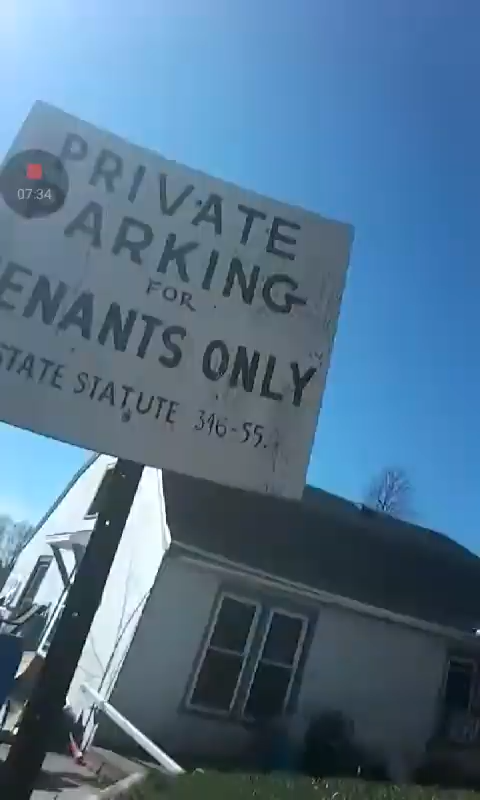 PRIVATE
ARKING
FOR
ENANTS ONLY
STATE STATUTE 346-55.
07:34